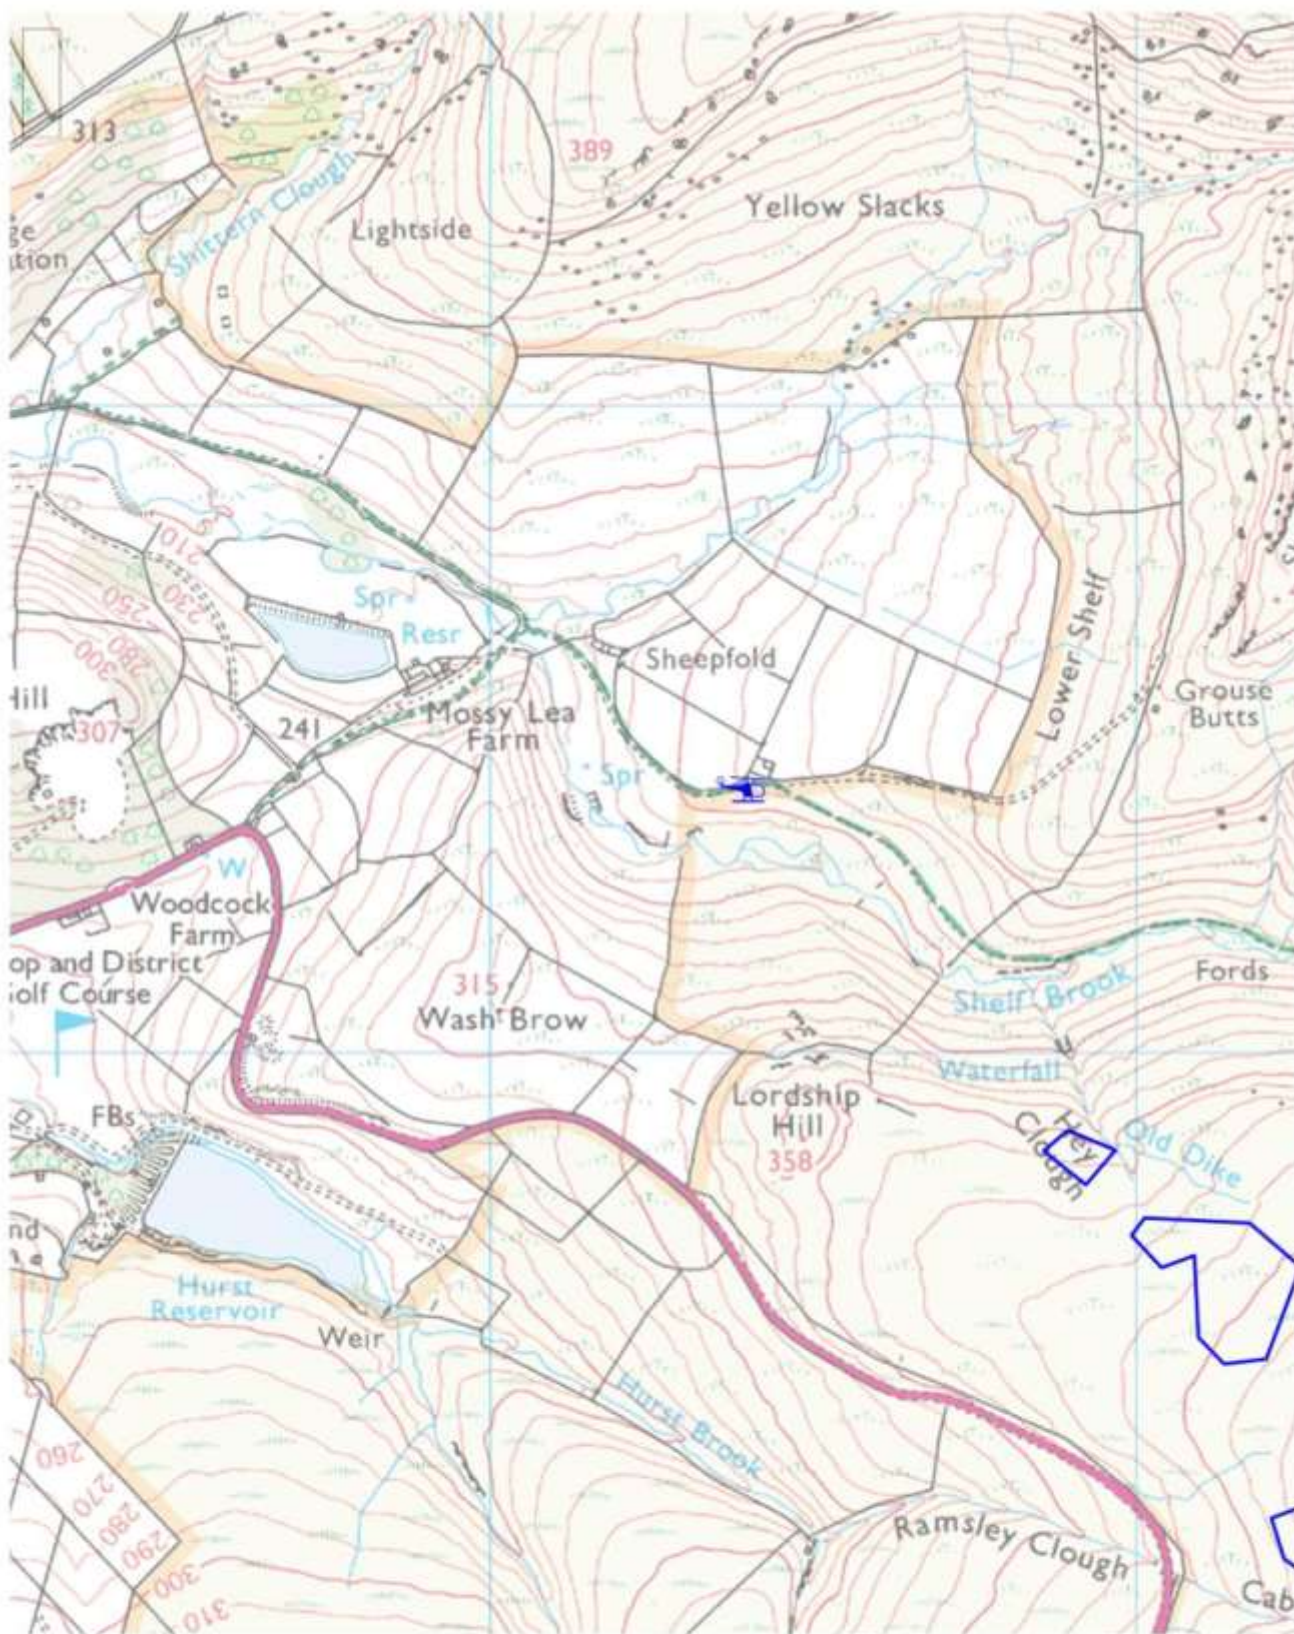 313
389
Yellow Slacks
Shittern Clough
Lightside
ge
tion
210
230
250
280
300
Spr
Resr
Sheepfold
Lower Shelf
Grouse
Butts
Hill
307
241
Mossy Lea
Farm
Spr
W
Woodcock
Farm
op and District
Golf Course
315
Wash Brow
Fords
Shelf Brook
Waterfall
FBs
Lordship
Hill
358
Hey
Clough
Old Dike
nd
Hurst
Reservoir
Weir
Hurst Brook
260
270
280
290
300
310
Ramsley Clough
Cab